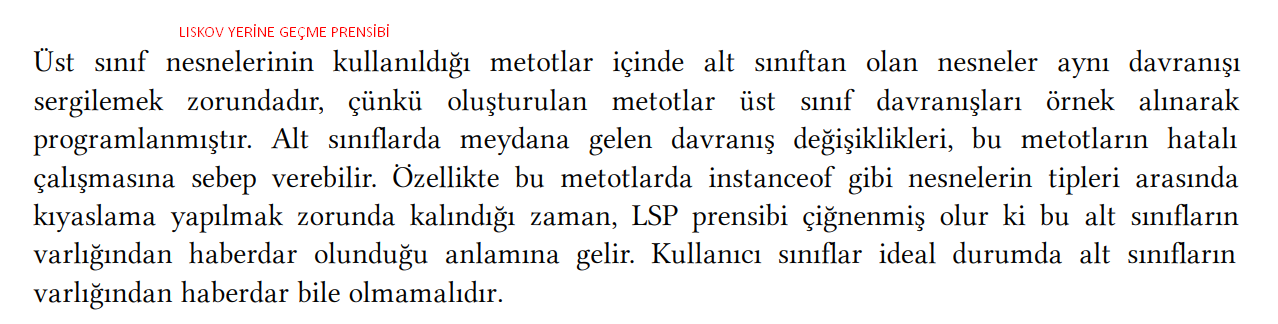 LISKOV YERİNE GEÇME PRENSİBİ
Üst sınıf nesnelerinin kullanıldığı metotlar içinde alt sınıftan olan nesneler aynı davranışı
sergilemek zorundadır, çünkü oluşturulan metotlar üst sınıf davranışları örnek alınarak
programlanmıştır. Alt sınıflarda meydana gelen davranış değişiklikleri, bu metotların hatalı
çalışmasına sebep verebilir. Özellikte bu metotlarda instanceof gibi nesnelerin tipleri arasında
kıyaslama yapılmak zorunda kalındığı zaman, LSP prensibi çiğnenmiş olur ki bu alt sınıfların
varlığından haberdar olunduğu anlamına gelir. Kullanıcı sınıflar ideal durumda alt sınıfların
varlığından haberdar bile olmamalıdır.